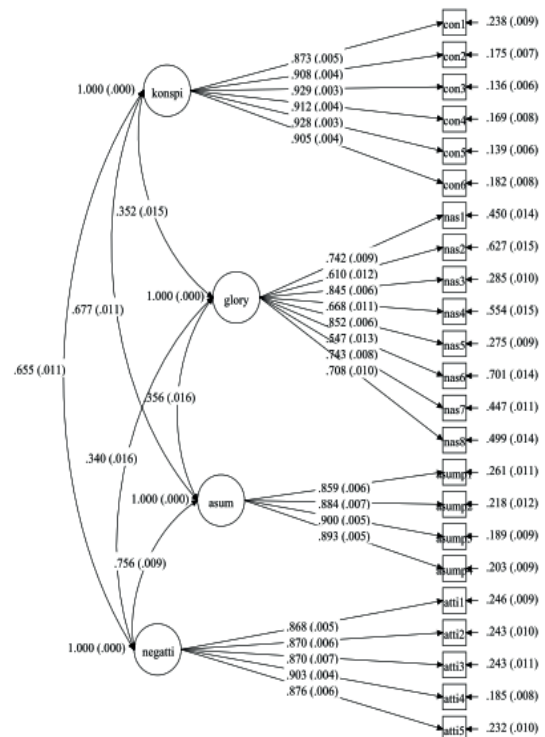 con1 .238 (.009)
.873 (.005)
con2 .175 (.007)
.908 (.004)
1.000 (.000) konspi .929 (.003) con3 .136 (.006)
.912 (.004)
con4 .169 (.008)
.928 (.003)
con5 .139 (.006)
.905 (.004)
con6 .182 (.008)
nas1 .450 (.014)
.352 (.015)
nas2 .627 (.015)
.742 (.009)
.610 (.012)
nas3 .285 (.010)
.845 (.006)
1.000 (.000) glory .668 (.011) nas4 .554 (.015)
.677 (.011)
.852 (.006)
nas5 .275 (.009)
.547 (.013)
.743 (.008)
nas6 .701 (.014)
.655 (.011) .708 (.010)
.356 (.016)
nas7 .447 (.011)
nas8 .499 (.014)
.340 (.016)
asump1 .261 (.011)
.859 (.006)
1.000 (.000) asum .884 (.007) asump2 .218 (.012)
.900 (.005)
asump3 .189 (.009)
.893 (.005)
.756 (.009) asump4 .203 (.009)
atti1 .246 (.009)
.868 (.005)
atti2 .243 (.010)
.870 (.006)
1.000 (.000) negatti .870 (.007) atti3 .243 (.011)
.903 (.004)
atti4 .185 (.008)
.876 (.006)
atti5 .232 (.010)